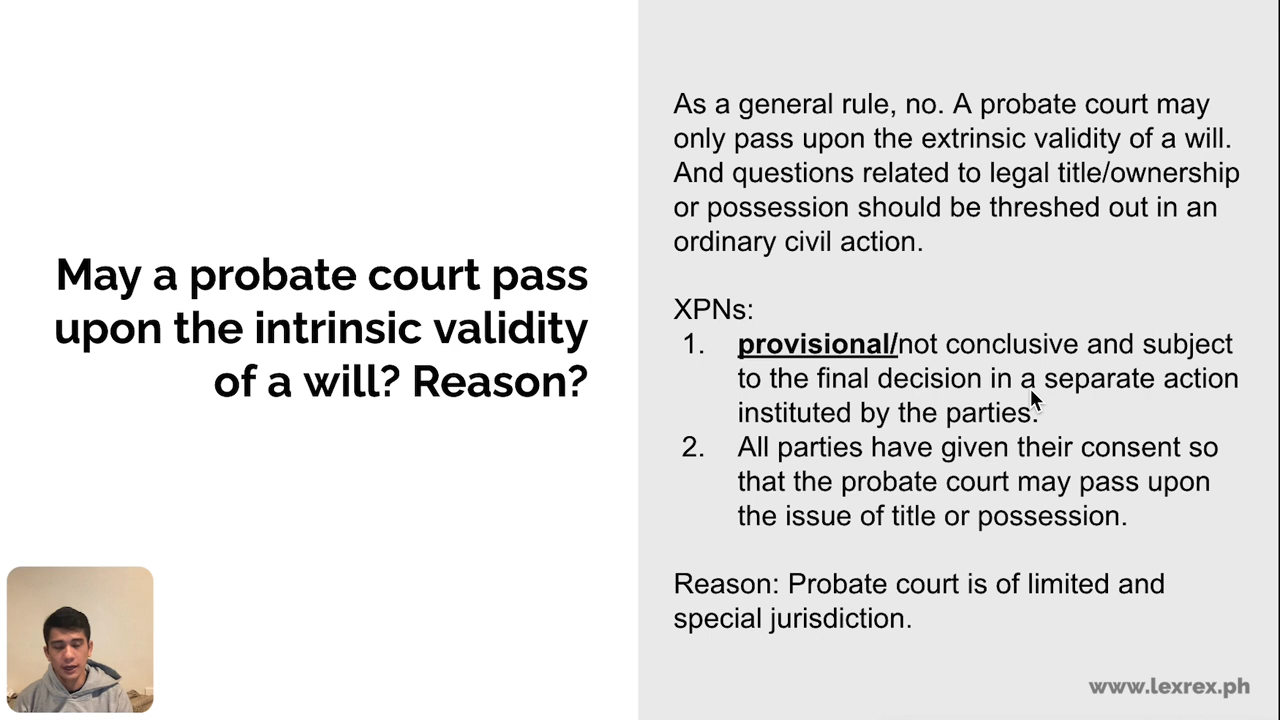 May a probate court pass
upon the intrinsic validity
of a will? Reason?
As a general rule, no. A probate court may
only pass upon the extrinsic validity of a will.
And questions related to legal title/ownership
or possession should be threshed out in an
ordinary civil action.
XPNs:
1. provisional/not conclusive and subject
to the final decision in a separate action
instituted by the parties.
2. All parties have given their consent so
that the probate court may pass upon
the issue of title or possession.
Reason: Probate court is of limited and
special jurisdiction.
www.lexrex.ph